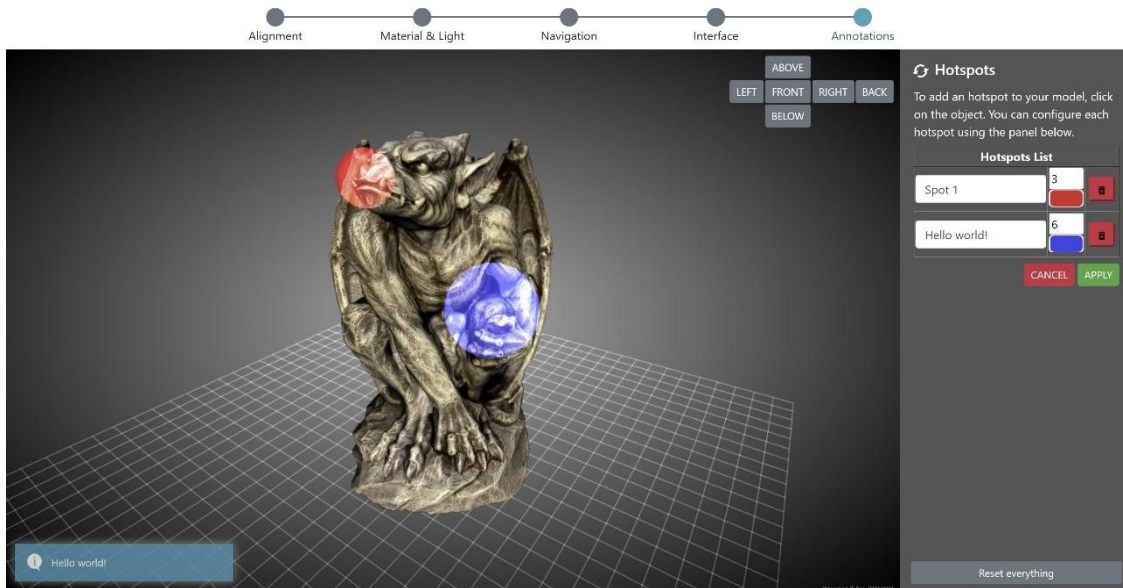 Alignment
Material & Light
Navigation
Interface
Annotations
ABOVE
LEFT FRONT RIGHT BACK
BELOW
Hotspots
To add an hotspot to your model, click
on the object. You can configure each
hotspot using the panel below.
Hotspots List
Spot 1
3
Hello world!
6
CANCEL APPLY
Hello world!
Reset everything